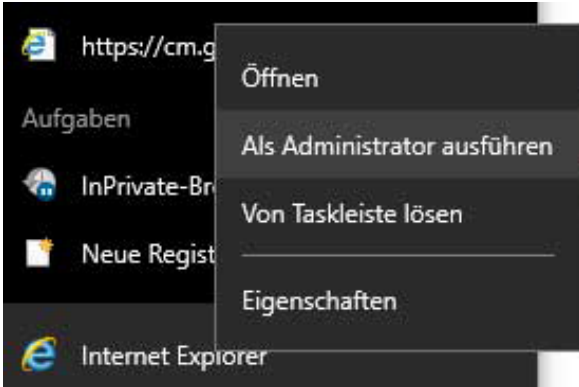 https://cm.g
Aufgaben
InPrivate-Br
Neue Regist
Internet Explorer
Öffnen
Als Administrator ausführen
Von Taskleiste lösen
Eigenschaften